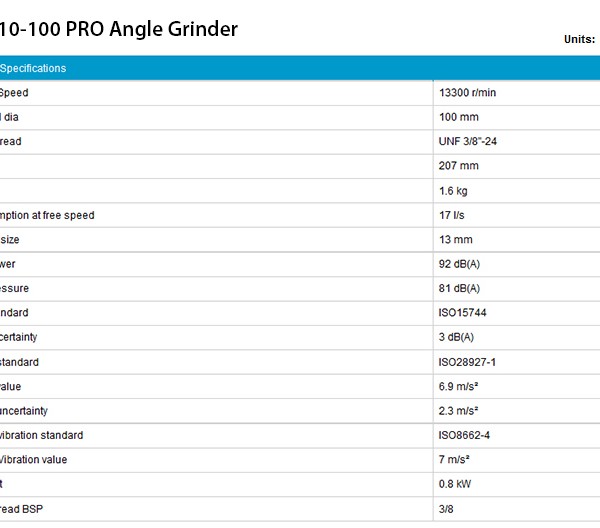 10-100 PRO Angle Grinder
Units:
Specifications
Speed 13300 r/min
dia 100 mm
read UNF 3/8"-24
207 mm
1.6 kg
mption at free speed 17 l/s
size 13 mm
wer 92 dB(A)
essure 81 dB(A)
ndard ISO15744
certainty 3 dB(A)
standard ISO28927-1
value 6.9 m/s²
uncertainty 2.3 m/s²
vibration standard ISO8662-4
Vibration value 7 m/s²
t 0.8 kW
read BSP 3/8